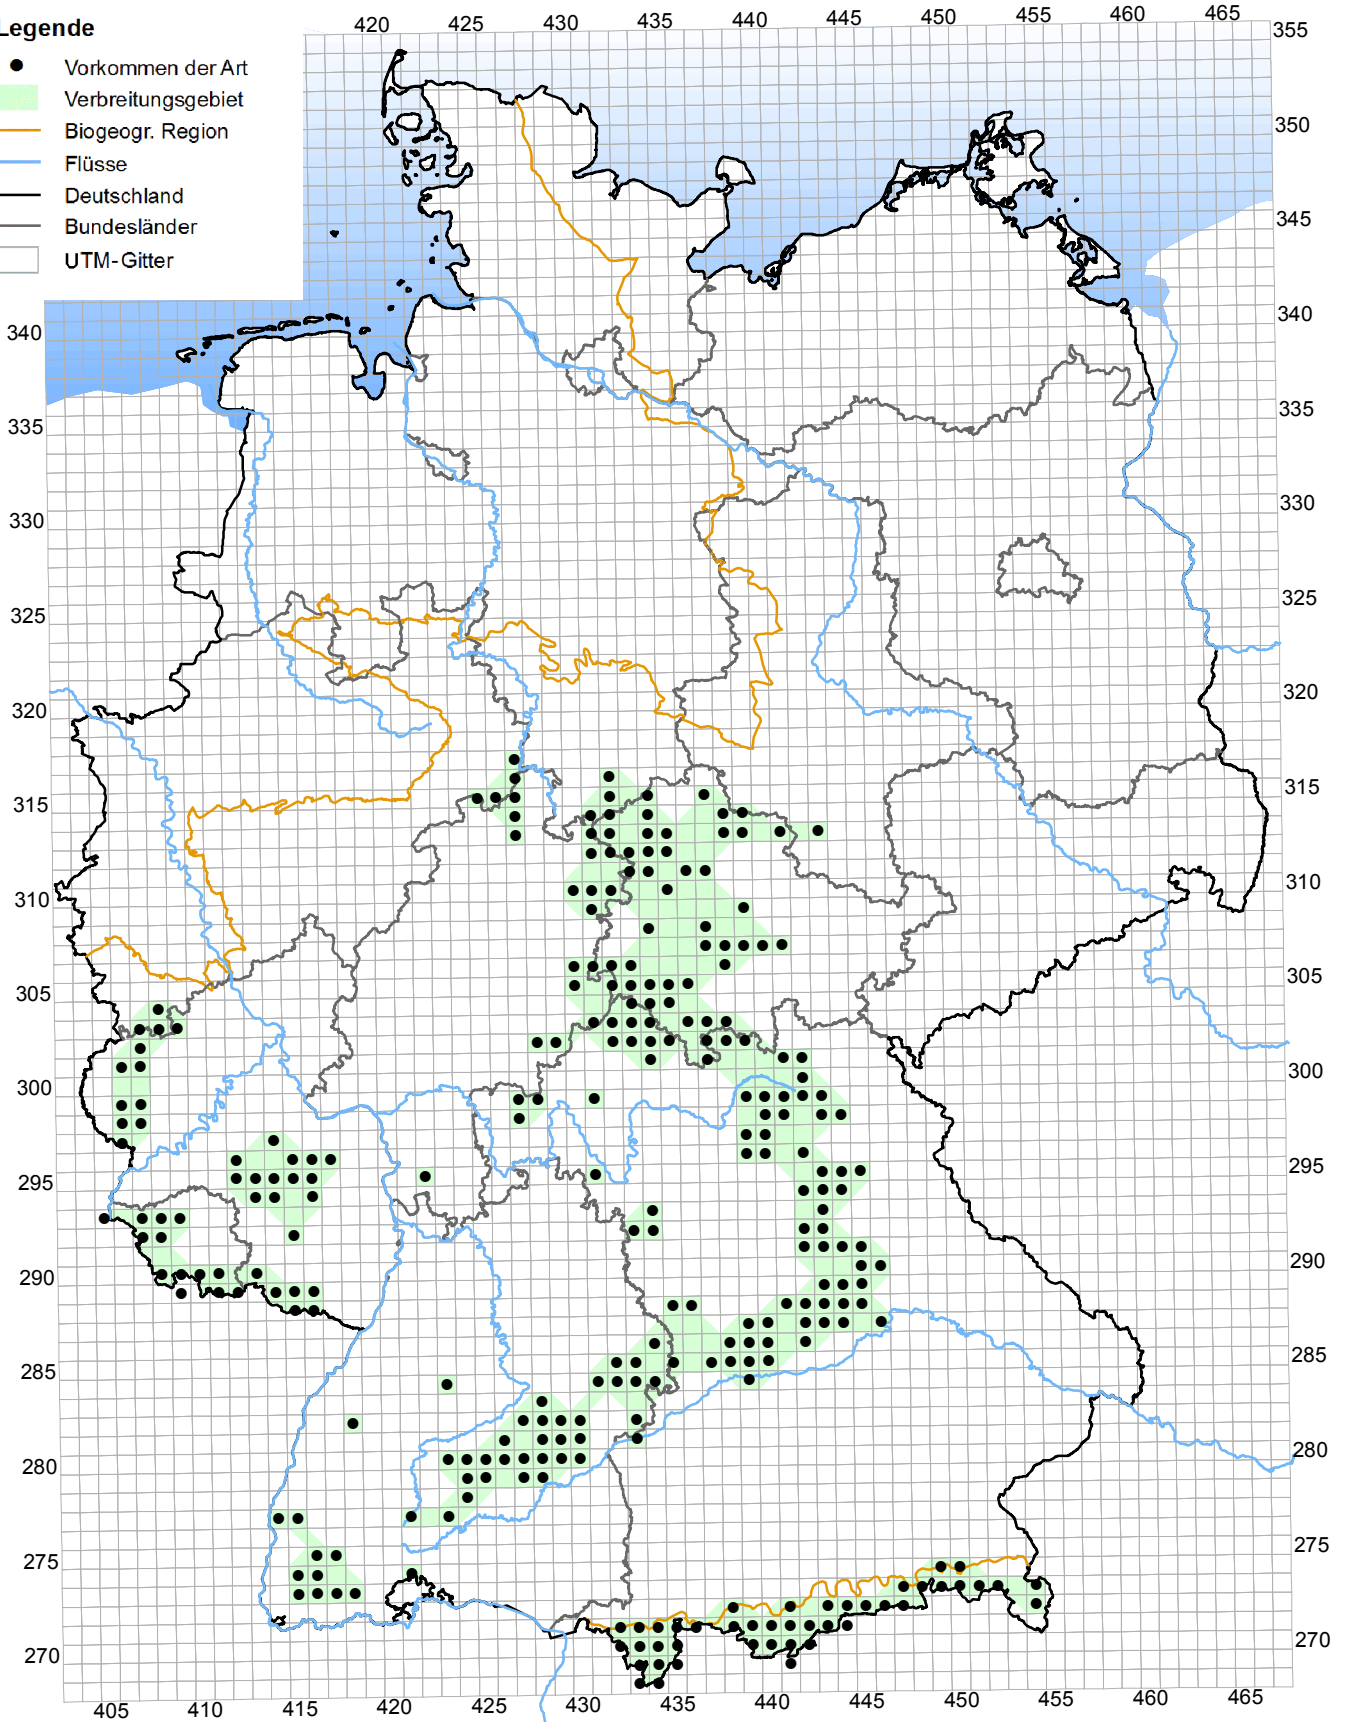 Legende
Vorkommen der Art
Verbreitungsgebiet
Biogeogr. Region
Flüsse
Deutschland
Bundesländer
UTM-Gitter
420 425 430 435 440 445 450 455 460 465
355
350
345
340 340
335 335
330 330
325 325
320 320
315 315
310 310
305 305
300 300
295 295
290 290
285 285
280 280
275 275
270 270
405 410 415 420 425 430 435 440 445 450 455 460 465